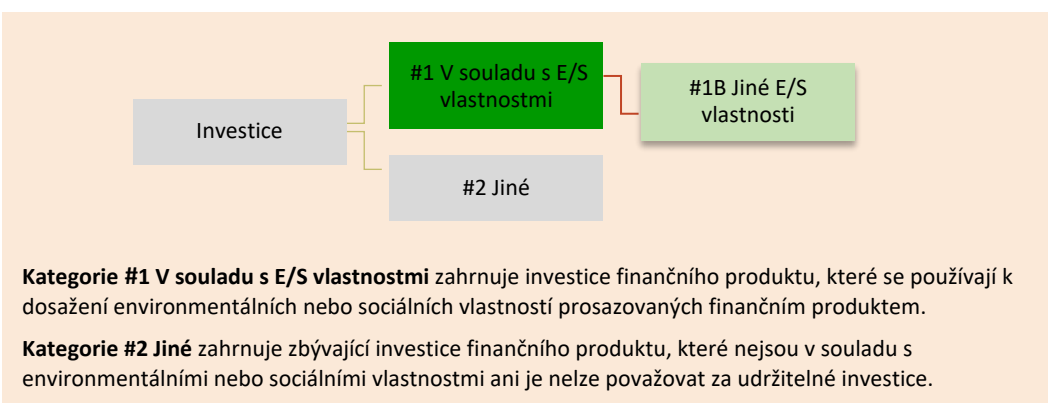 #1 V souladu s E/S
vlastnostmi
#1B Jiné E/S
vlastnosti
Investice
#2 Jiné
Kategorie #1 V souladu s E/S vlastnostmi zahrnuje investice finančního produktu, které se používají k
dosažení environmentálních nebo sociálních vlastností prosazovaných finančním produktem.
Kategorie #2 Jiné zahrnuje zbývající investice finančního produktu, které nejsou v souladu s
environmentálními nebo sociálními vlastnostmi ani je nelze považovat za udržitelné investice.